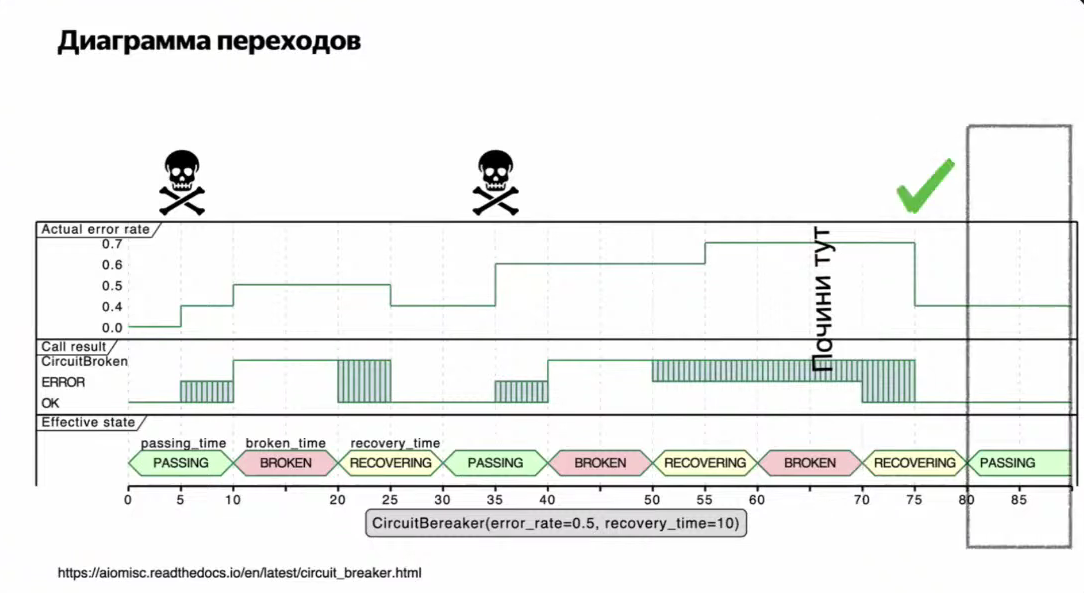 Диаграмма переходов
Actual error rate
0.7
0.6
0.5
0.4
0.0
Почини тут
Call result
CircuitBroken
ERROR
OK
Effective state
passing_time broken_time recovery_time
PASSING BROKEN RECOVERING PASSING BROKEN RECOVERING BROKEN RECOVERING PASSING
0 5 10 20 25 30 35 40 50 55 60 70 75 80 85
CircuitBereaker(error_rate=0.5, recovery_time=10)
https://aiomisc.readthedocs.io/en/latest/circuit_breaker.html